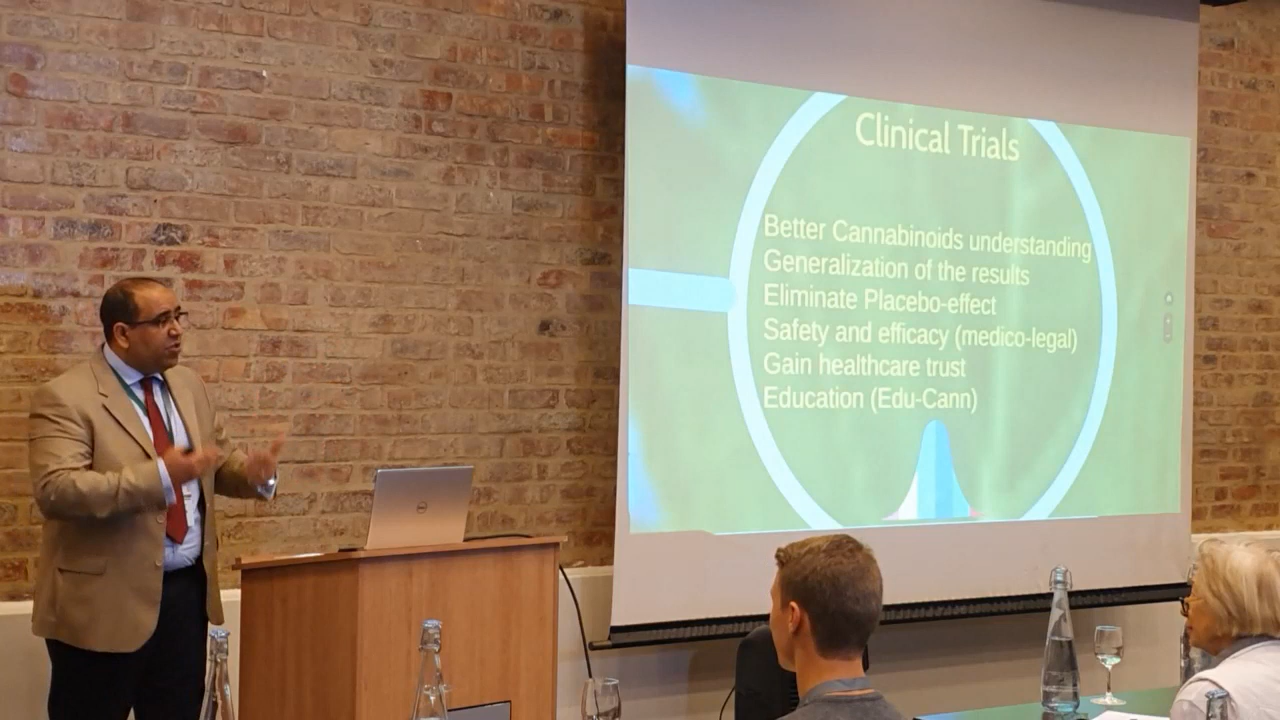 Clinical Trials
Better Cannabinoids understanding
Generalization of the results
Eliminate Placebo-effect
Safety and efficacy (medico-legal)
Gain healthcare trust
Education (Edu-Cann)
DELL